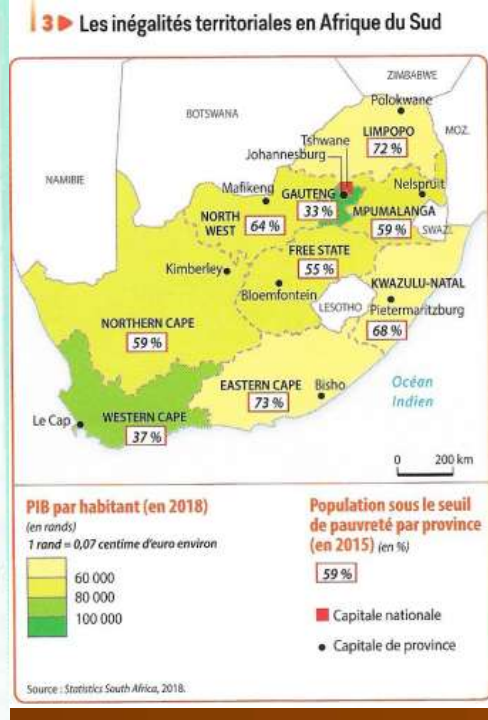 3 Les inégalités territoriales en Afrique du Sud
ZIMBABWE
Polokwane
BOTSWANA
LIMPOPO
MOZ.
72 %
Tshwane
Johannesburg
NAMIBIE
Mafikeng
GAUTENG
Nelspruit
33 %
MPUMALANGA
NORTH
WEST
64 %
59 %
SWAZ.
FREE STATE
55 %
Kimberley
KWAZULU-NATAL
Bloemfontein
LESOTHO
Pietermaritzburg
NORTHERN CAPE
68 %
59 %
EASTERN CAPE
Bisho
Océan
Indien
73 %
Le Cap
WESTERN CAPE
37 %
0 200 km
PIB par habitant (en 2018)
(en rands)
1 rand = 0,07 centime d'euro environ
60 000
80 000
100 000
Population sous le seuil
de pauvreté par province
(en 2015) (en %)
59 %
Capitale nationale
Capitale de province
Source : Statistics South Africa, 2018.